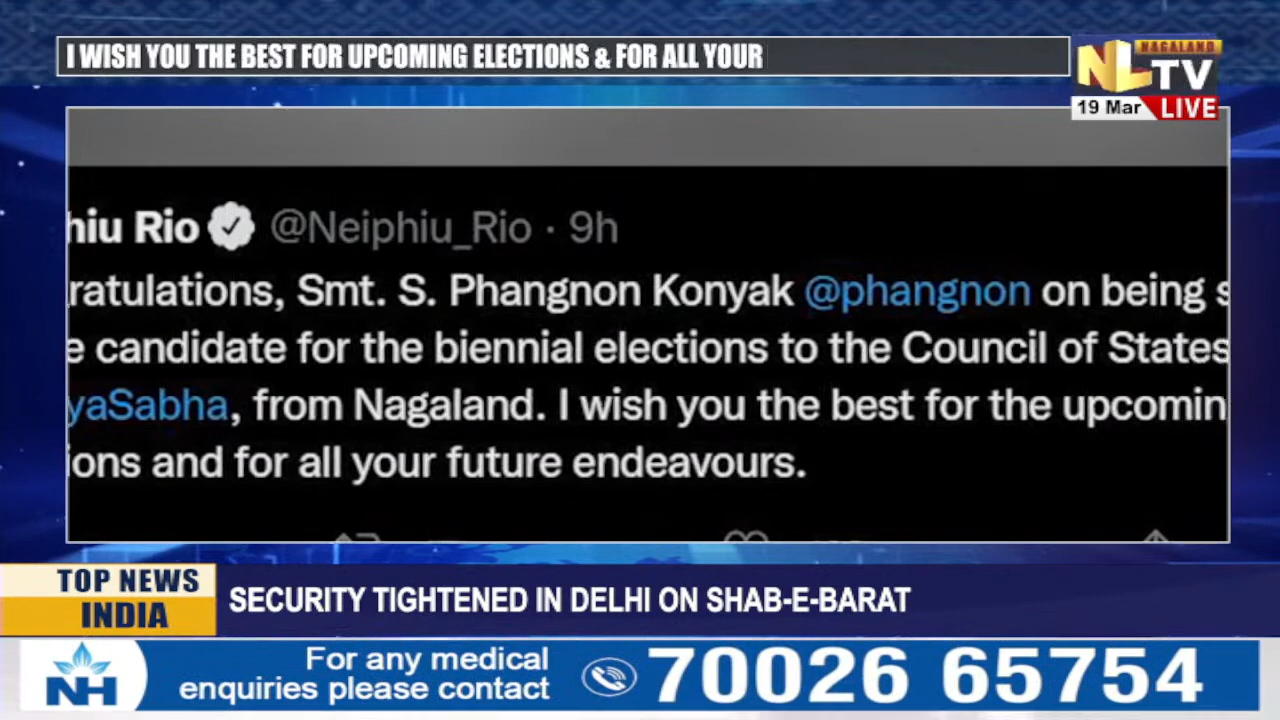 I WISH YOU THE BEST FOR UPCOMING ELECTIONS & FOR ALL YOUR
NAGALAND
NLTV
19 Mar LIVE
hiu Rio @Neiphiu_Rio · 9h
ratulations, Smt. S. Phangnon Konyak @phangnon on being s
e candidate for the biennial elections to the Council of States
yaSabha, from Nagaland. I wish you the best for the upcomin
ions and for all your future endeavours.
TOP NEWS
INDIA
SECURITY TIGHTENED IN DELHI ON SHAB-E-BARAT
NH
For any medical
enquiries please contact
70026 65754